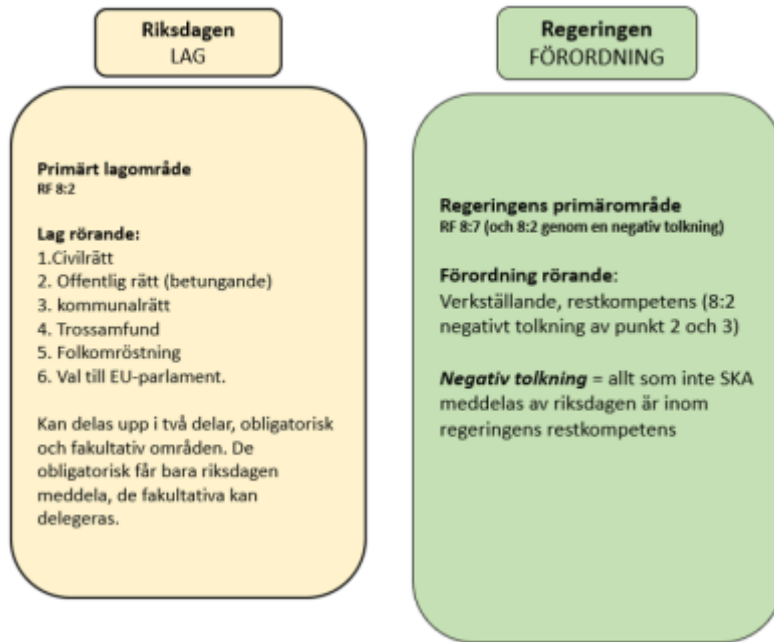 Riksdagen
LAG
Primärt lagområde
RF 8:2
Lag rörande:
1.Civilrätt
2. Offentlig rätt (betungande)
3. kommunalrätt
4. Trossamfund
5. Folkomröstning
6. Val till EU-parlament.
Kan delas upp i två delar, obligatorisk
och fakultativ områden. De
obligatorisk får bara riksdagen
meddela, de fakultativa kan
delegeras.
Regeringen
FÖRORDNING
Regeringens primärområde
RF 8:7 (och 8:2 genom en negativ tolkning)
Förordning rörande:
Verkställande, restkompetens (8:2
negativt tolkning av punkt 2 och 3)
Negativ tolkning = allt som inte SKA
meddelas av riksdagen är inom
regeringens restkompetens